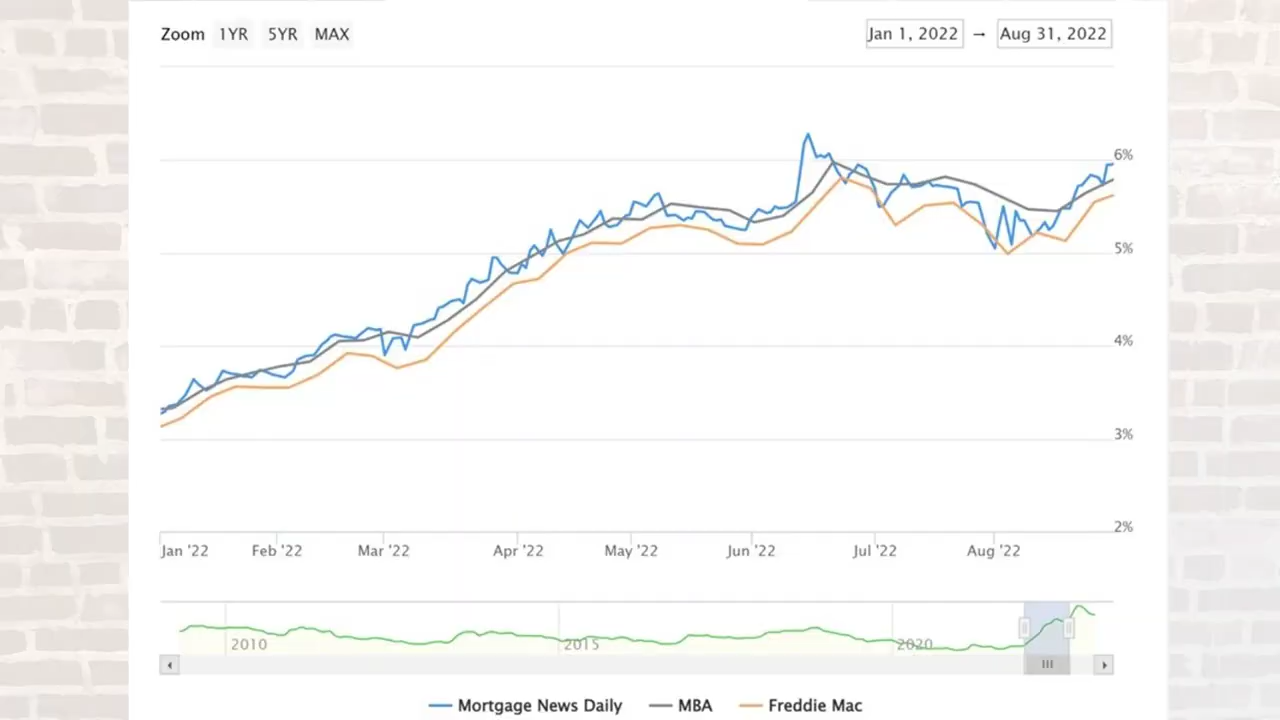 Zoom 1YR 5YR MAX Jan 1, 2022 → Aug 31, 2022
6%
5%
4%
3%
2%
Jan '22 Feb '22 Mar '22 Apr '22 May '22 Jun '22 Jul '22 Aug '22
2010 2015 2020
Mortgage News Daily MBA Freddie Mac